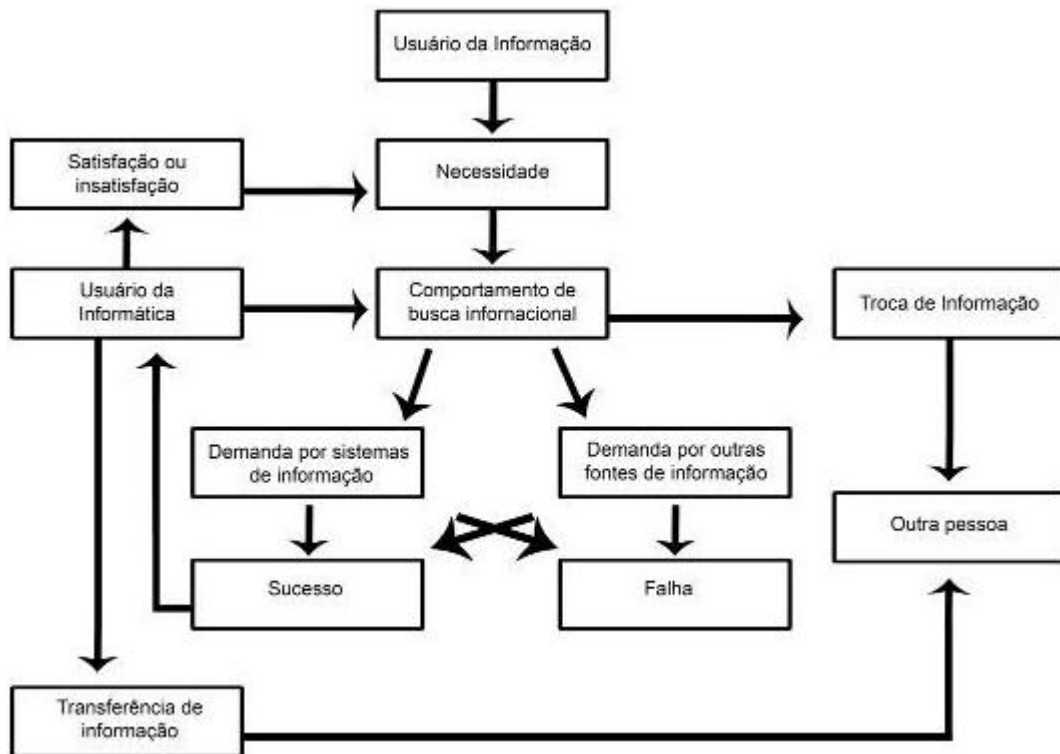 Usuário da Informação
Satisfação ou
insatisfação
Necessidade
Usuário da
Informática
Comportamento de
busca infornacional
Troca de Informação
Demanda por sistemas
de informação
Demanda por outras
fontes de informação
Outra pessoa
Sucesso
Falha
Transferência de
informação